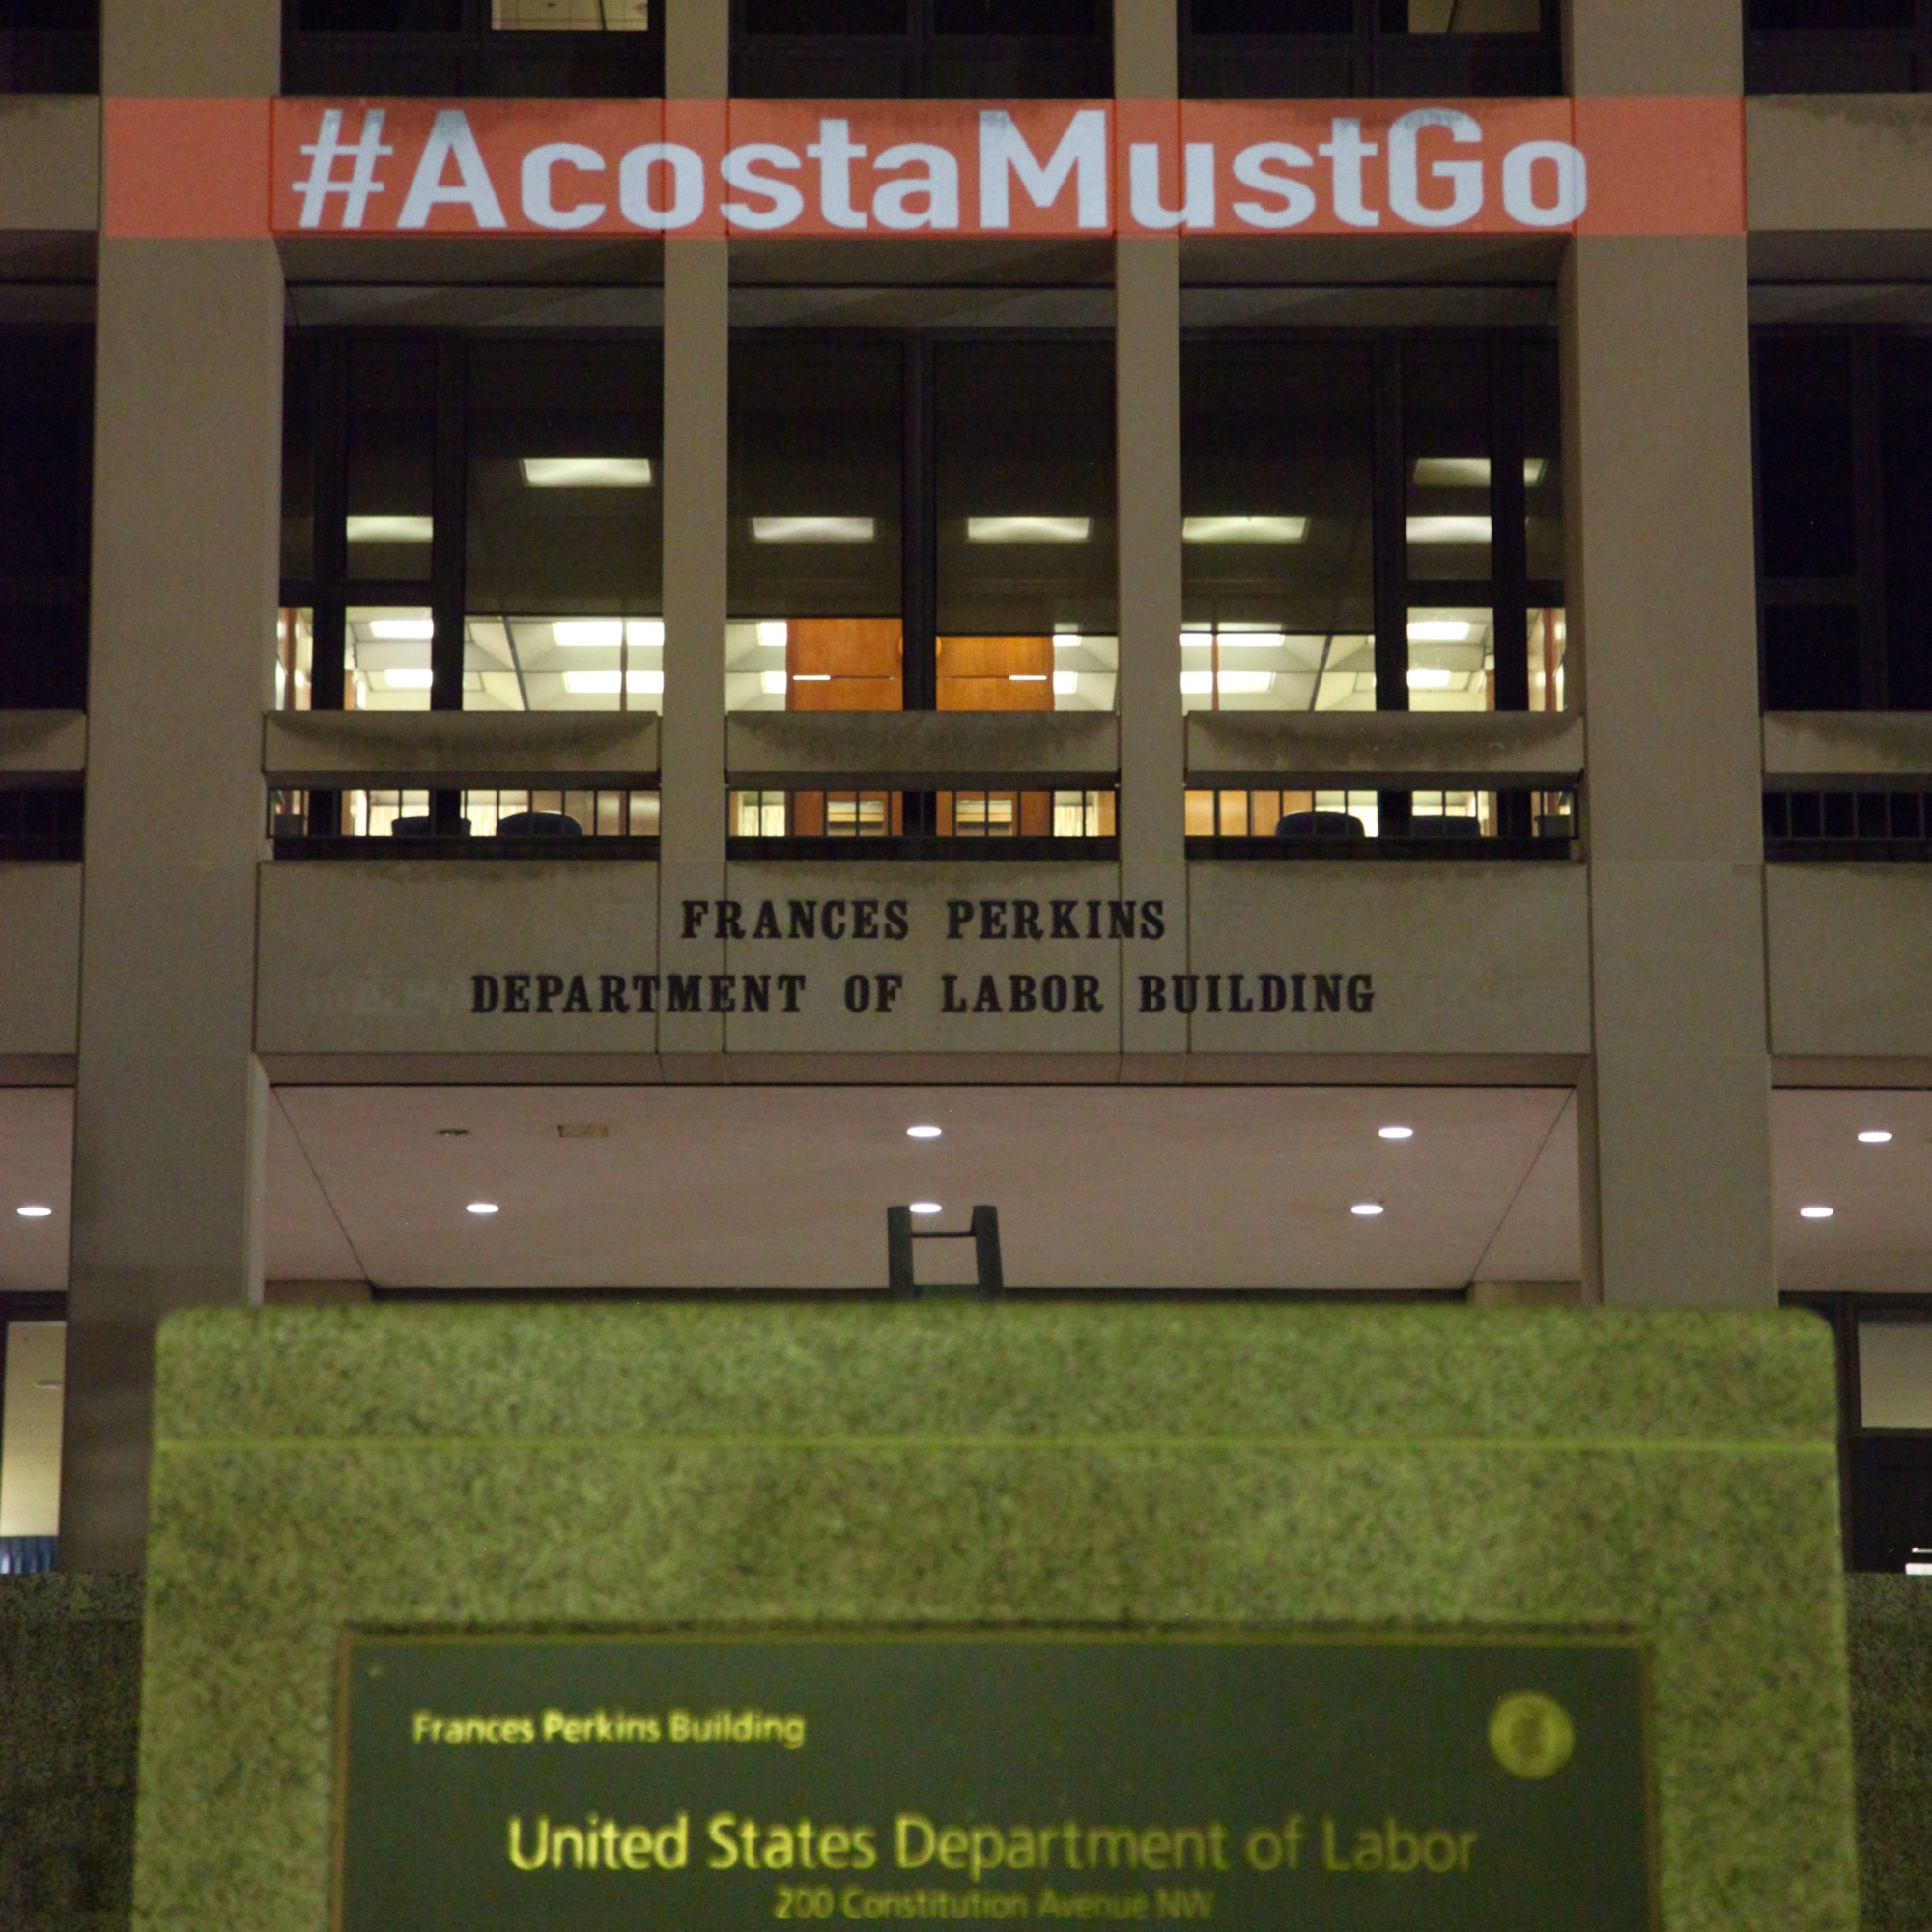 #AcostaMustGo
FRANCES PERKINS
DEPARTMENT OF LABOR BUILDING
Frances Perkins Building
United States Department of Labor
200 Constitution Avenue NW